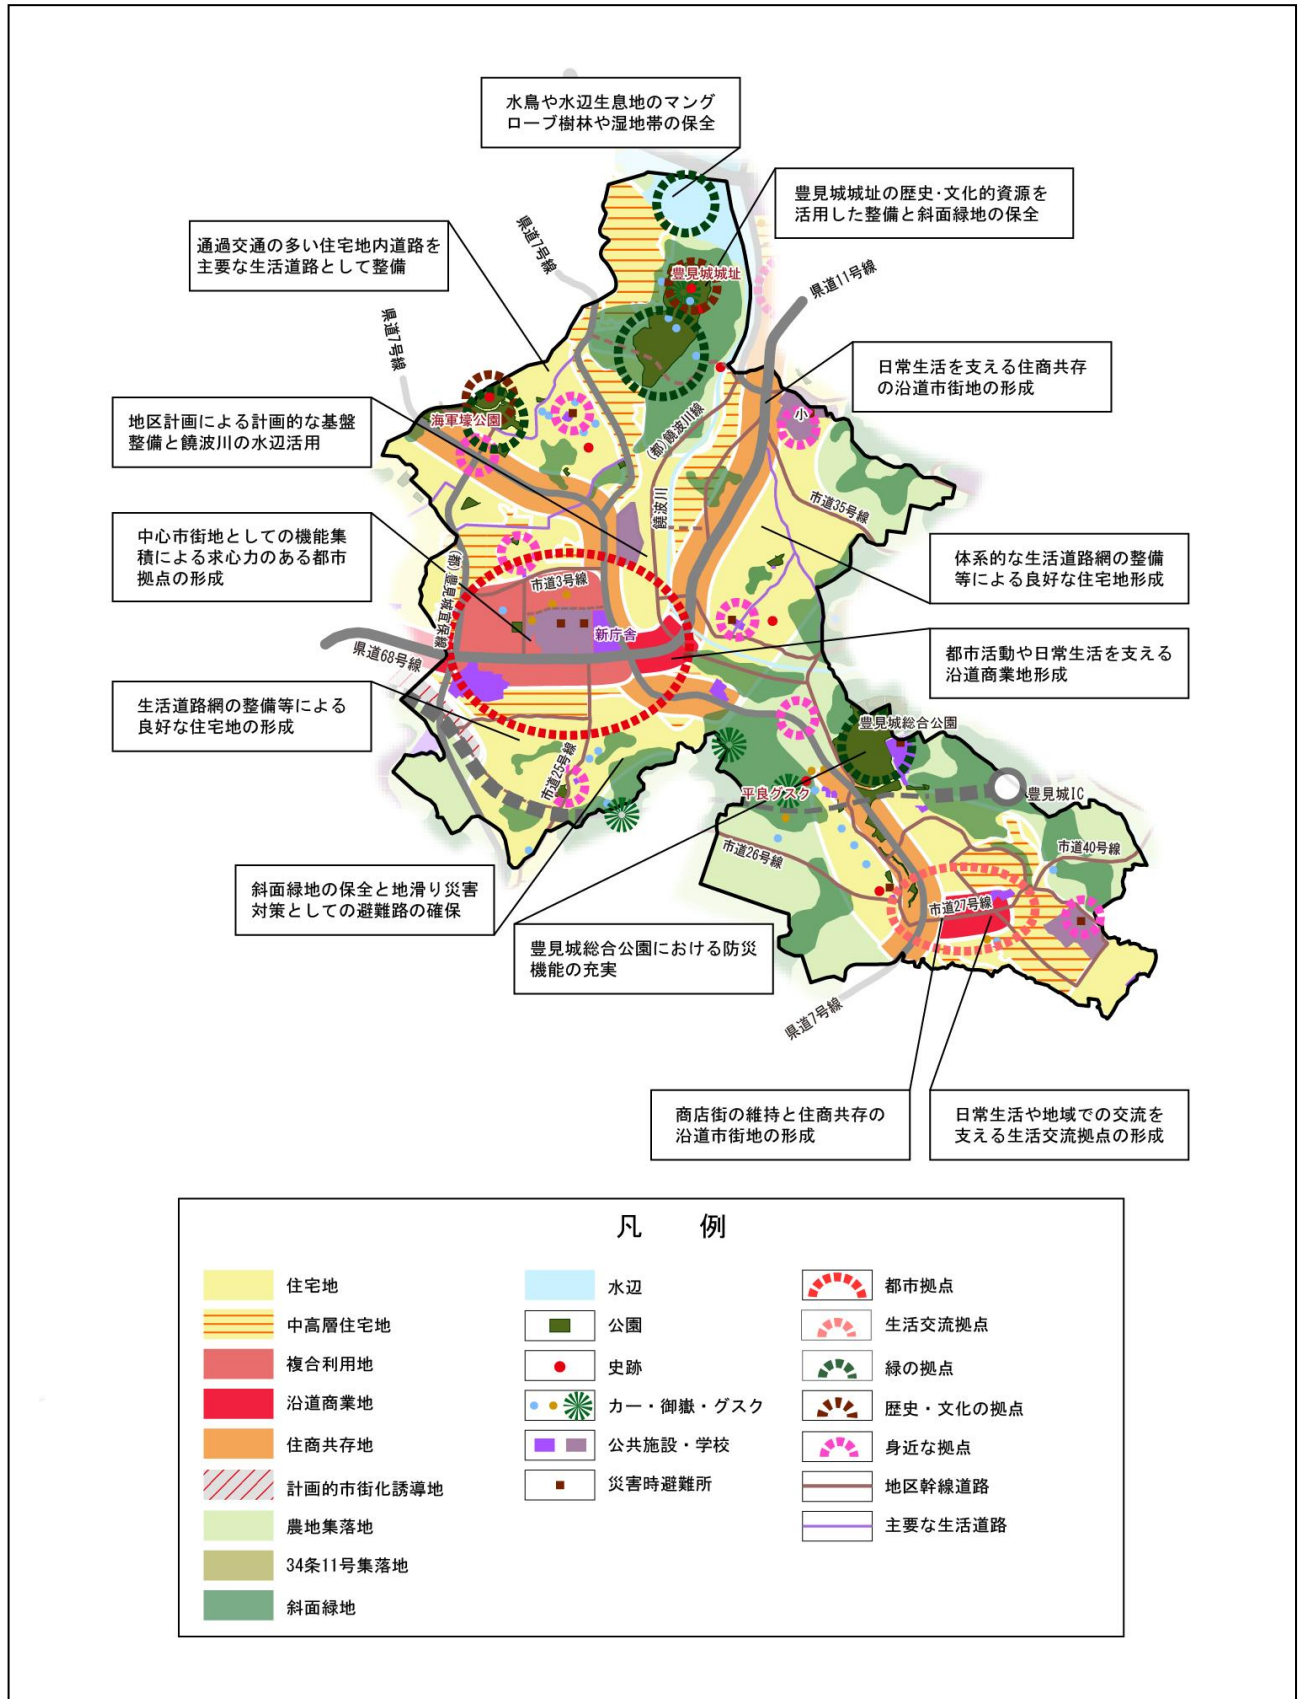 水鳥や水辺生息地のマング
ローブ樹林や湿地帯の保全
豊見城城址の歴史・文化的資源を
活用した整備と斜面緑地の保全
通過交通の多い住宅地内道路を
主要な生活道路として整備
県道7号線
豊見城城址
県道11号線
県道7号線
日常生活を支える住商共存
の沿道市街地の形成
地区計画による計画的な基盤
整備と饒波川の水辺活用
海軍壕公園
小
(都)饒波川線
饒波川
市道35号線
中心市街地としての機能集
積による求心力のある都市
拠点の形成
体系的な生活道路網の整備
等による良好な住宅地形成
(都)豊見城宜保線
市道3号線
新庁舎
県道68号線
都市活動や日常生活を支える
沿道商業地形成
生活道路網の整備等による
良好な住宅地の形成
豊見城総合公園
市道25号線
平良グスク
豊見城IC
市道26号線
市道40号線
斜面緑地の保全と地滑り災害
対策としての避難路の確保
市道27号線
豊見城総合公園における防災
機能の充実
県道7号線
商店街の維持と住商共存の
沿道市街地の形成
日常生活や地域での交流を
支える生活交流拠点の形成
凡 例
住宅地
中高層住宅地
複合利用地
沿道商業地
住商共存地
計画的市街化誘導地
農地集落地
34条11号集落地
斜面緑地
水辺
公園
史跡
カー・御嶽・グスク
公共施設・学校
災害時避難所
都市拠点
生活交流拠点
緑の拠点
歴史・文化の拠点
身近な拠点
地区幹線道路
主要な生活道路